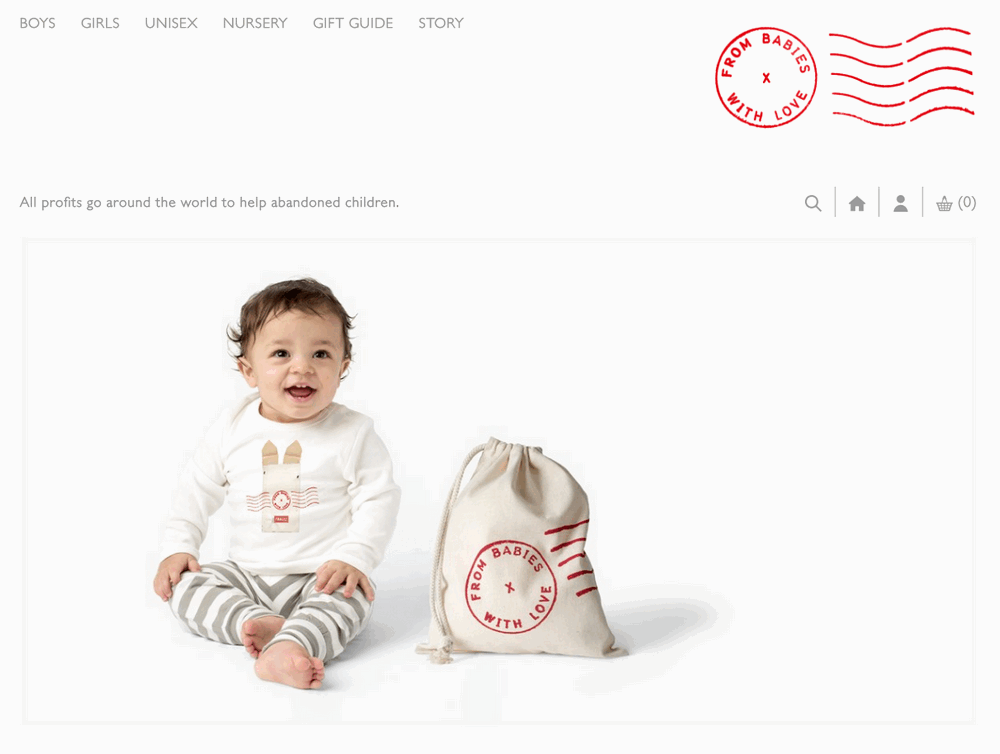 BOYS GIRLS UNISEX NURSERY GIFT GUIDE STORY
FROM BABIES
X
WITH LOVE
All profits go around the world to help abandoned children.
(0)
FROM BABIES
X
WITH LOVE